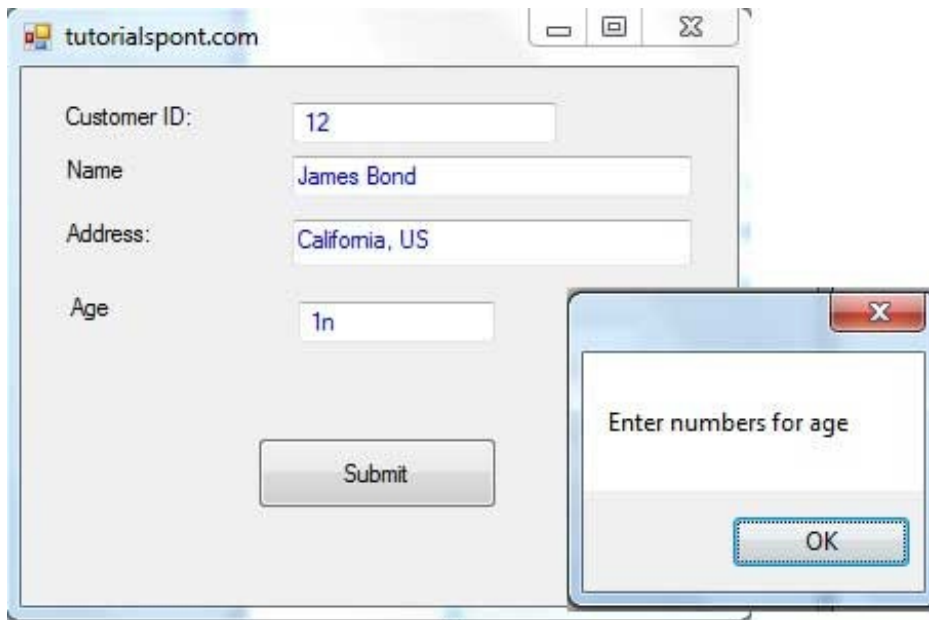 tutorialspont.com
Customer ID: 12
Name James Bond
Address: California, US
Age 1n
Submit
Enter numbers for age
OK